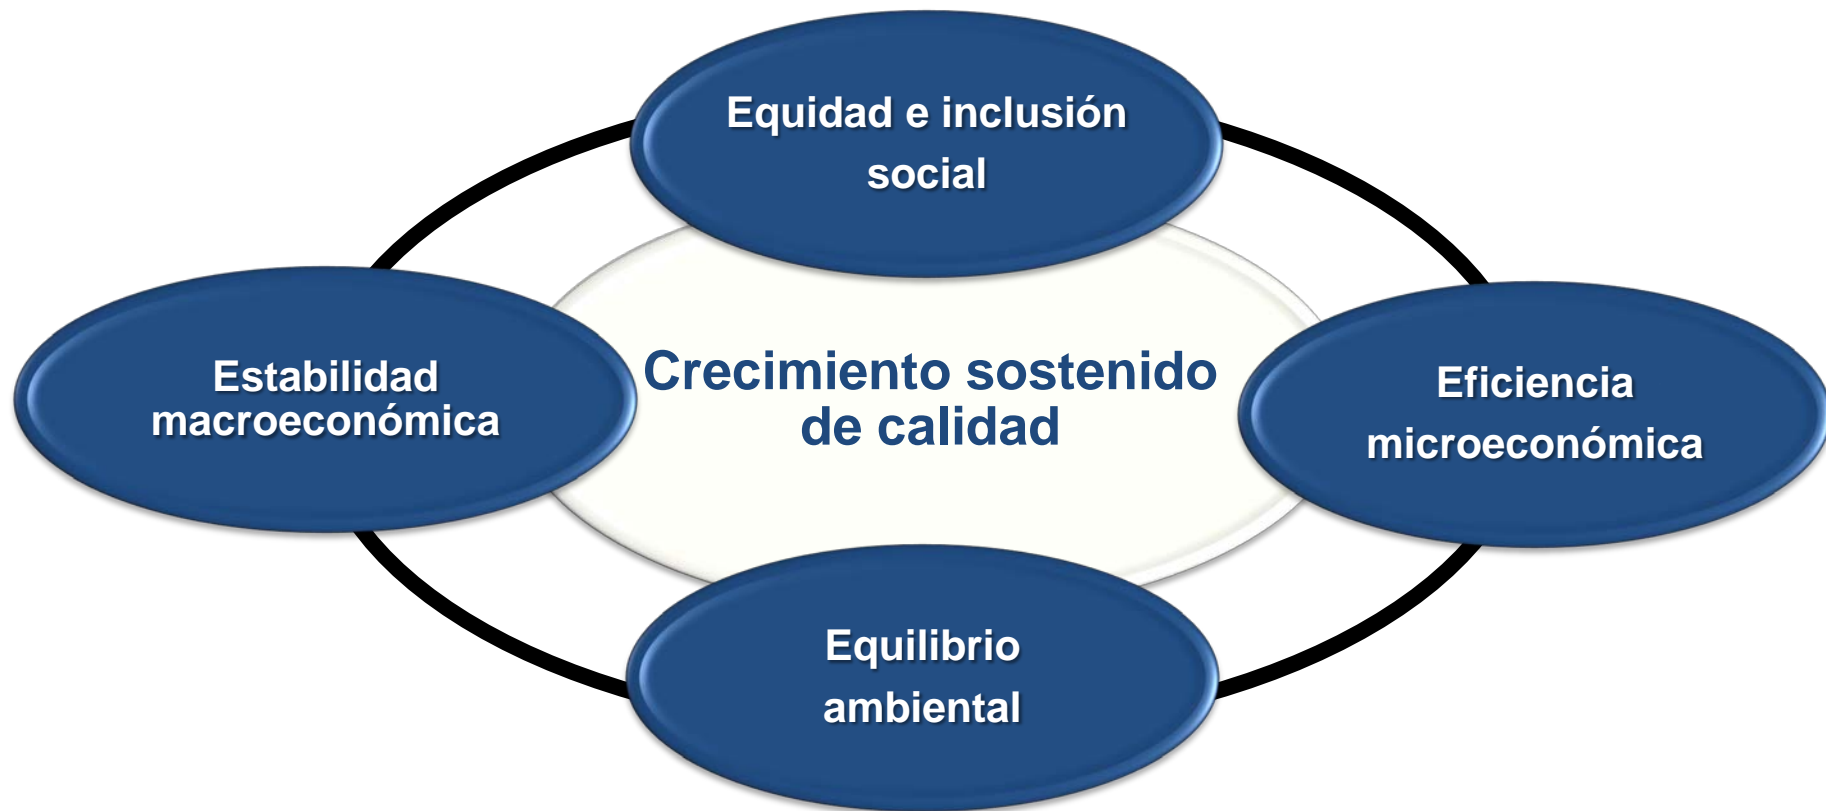 Equidad e inclusión
social
Estabilidad
macroeconómica
Crecimiento sostenido
de calidad
Eficiencia
microeconómica
Equilibrio
ambiental